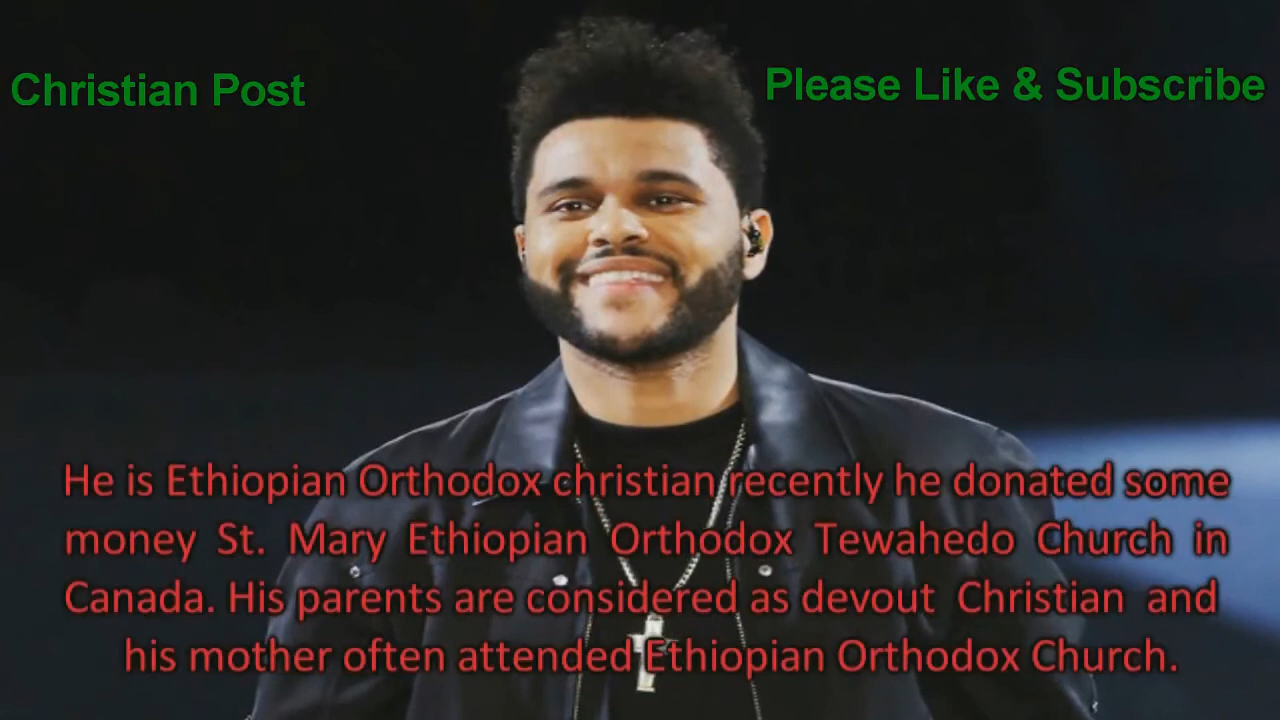 Christian Post
Please Like & Subscribe
He is Ethiopian Orthodox christian recently he donated some
money St. Mary Ethiopian Orthodox Tewahedo Church in
Canada. His parents are considered as devout Christian and
his mother often attended Ethiopian Orthodox Church.